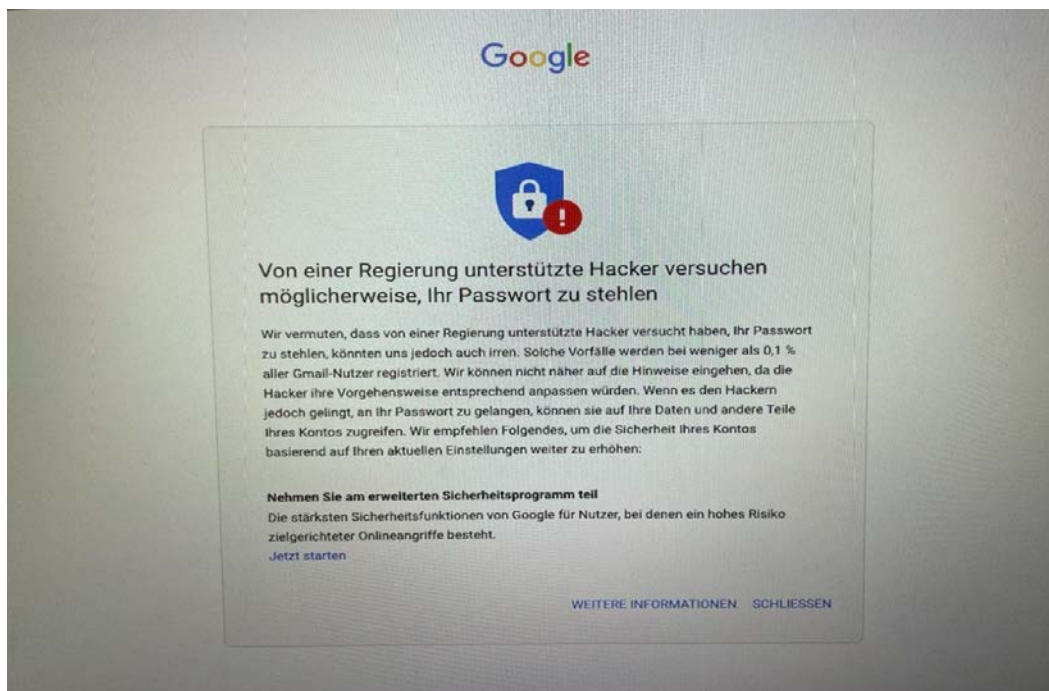 Google
Von einer Regierung unterstützte Hacker versuchen
möglicherweise, Ihr Passwort zu stehlen
Wir vermuten, dass von einer Regierung unterstützte Hacker versucht haben, Ihr Passwort
zu stehlen, könnten uns jedoch auch irren. Solche Vorfälle werden bei weniger als 0,1 %
aller Gmail-Nutzer registriert. Wir können nicht näher auf die Hinweise eingehen, da die
Hacker ihre Vorgehensweise entsprechend anpassen würden. Wenn es den Hackern
jedoch gelingt, an Ihr Passwort zu gelangen, können sie auf Ihre Daten und andere Teile
Ihres Kontos zugreifen. Wir empfehlen Folgendes, um die Sicherheit Ihres Kontos
basierend auf Ihren aktuellen Einstellungen weiter zu erhöhen:
Nehmen Sie am erweiterten Sicherheitsprogramm teil
Die stärksten Sicherheitsfunktionen von Google für Nutzer, bei denen ein hohes Risiko
zielgerichteter Onlineangriffe besteht.
Jetzt starten
WEITERE INFORMATIONEN SCHLIESSEN